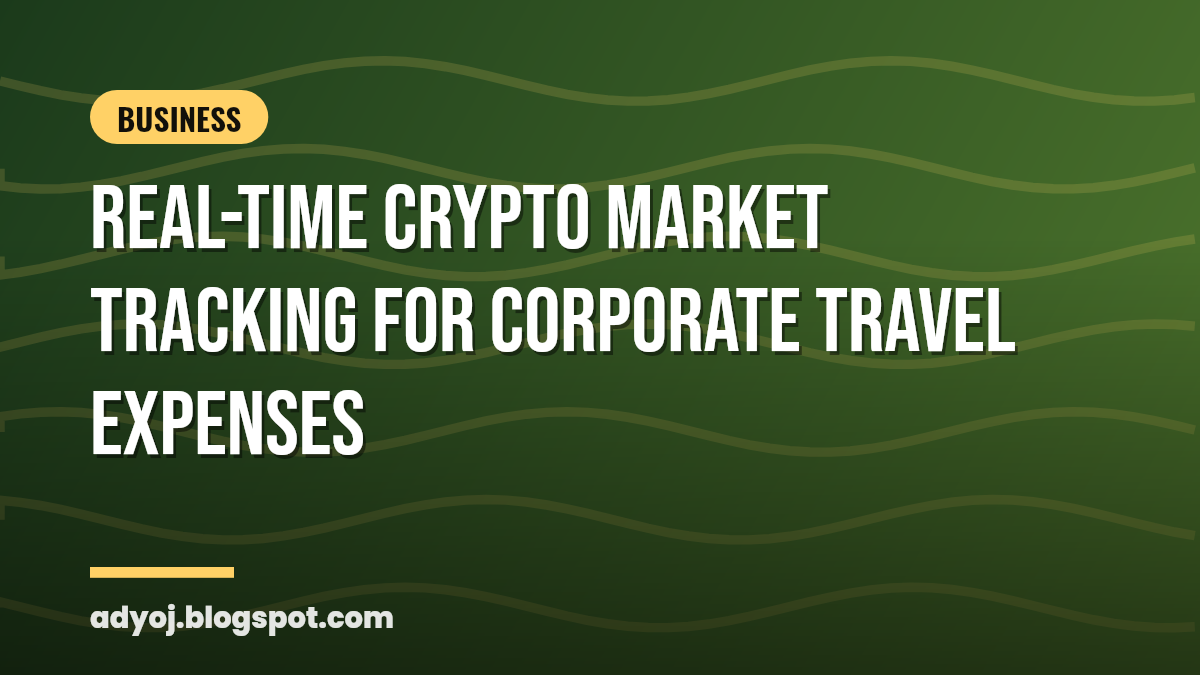 BUSINESS
REAL-TIME CRYPTO MARKET
TRACKING FOR CORPORATE TRAVEL
EXPENSES
adyoj.blogspot.com